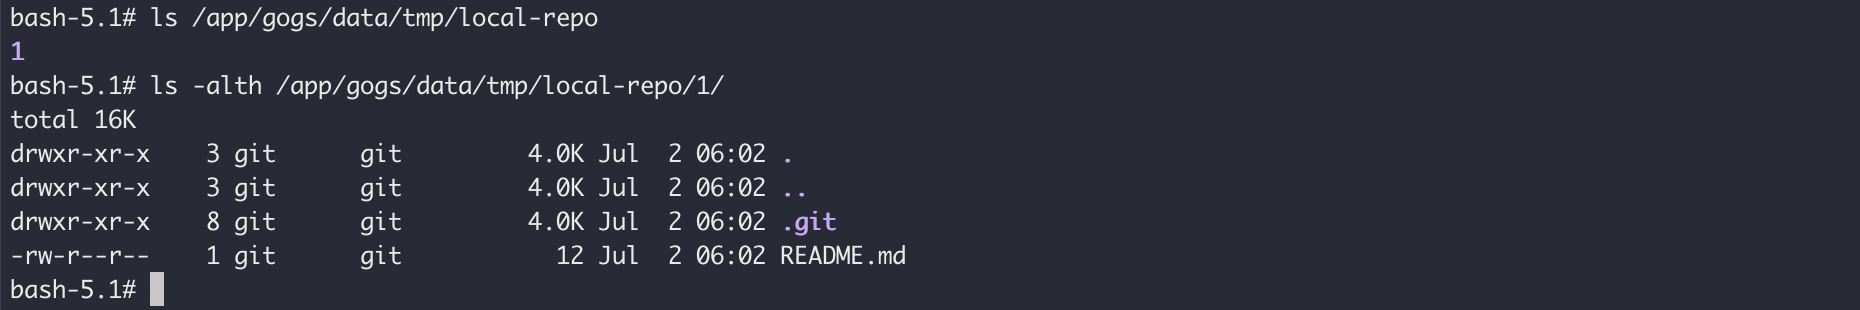 bash-5.1# ls /app/gogs/data/tmp/local-repo
1
bash-5.1# ls -alth /app/gogs/data/tmp/local-repo/1/
total 16K
drwxr-xr-x    3 git      git           4.0K Jul  2 06:02 .
drwxr-xr-x    3 git      git           4.0K Jul  2 06:02 ..
drwxr-xr-x    8 git      git           4.0K Jul  2 06:02 .git
-rw-r--r--    1 git      git             12 Jul  2 06:02 README.md
bash-5.1#